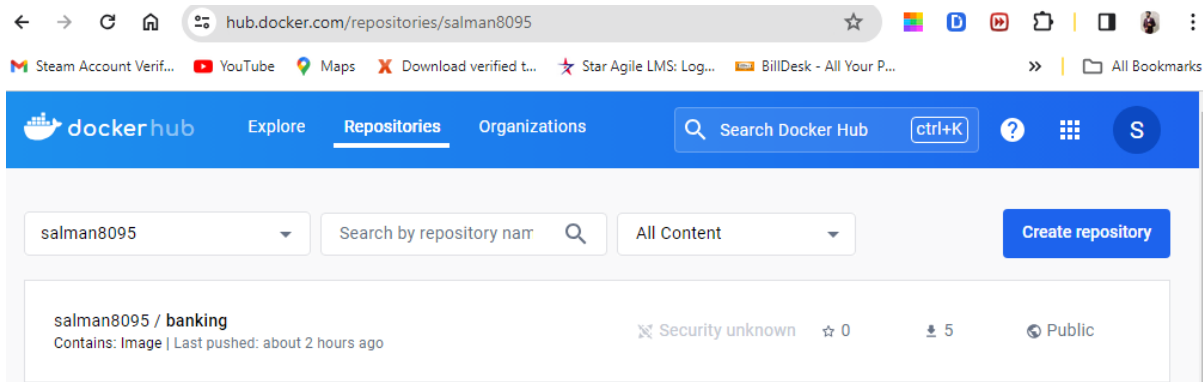 hub.docker.com/repositories/salman8095
Steam Account Verif... YouTube Maps Download verified t... Star Agile LMS: Log... BillDesk - All Your P... » All Bookmarks
dockerhub Explore Repositories Organizations Search Docker Hub ctrl+K ? S
salman8095 Search by repository nam All Content Create repository
salman8095 / banking Security unknown 0 5 Public
Contains: Image | Last pushed: about 2 hours ago